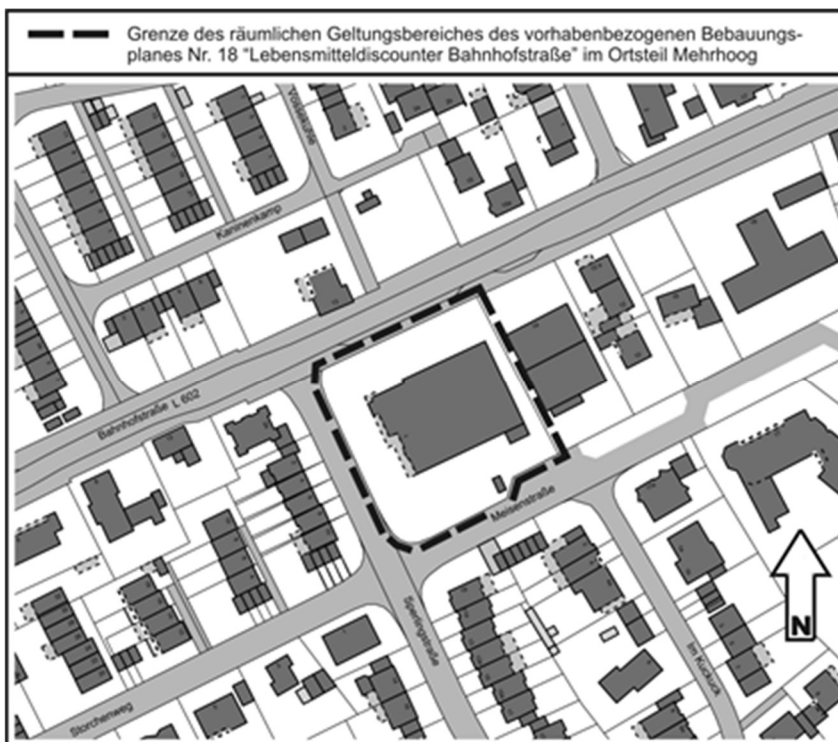 Grenze des räumlichen Geltungsbereiches des vorhabenbezogenen Bebauungs-
planes Nr. 18 "Lebensmitteldiscounter Bahnhofstraße" im Ortsteil Mehrhoog
Kaninenkamp
Bahnhofstraße L 602
Meisenstraße
Sperlingstraße
Im Kuckuck
Storchenweg
N